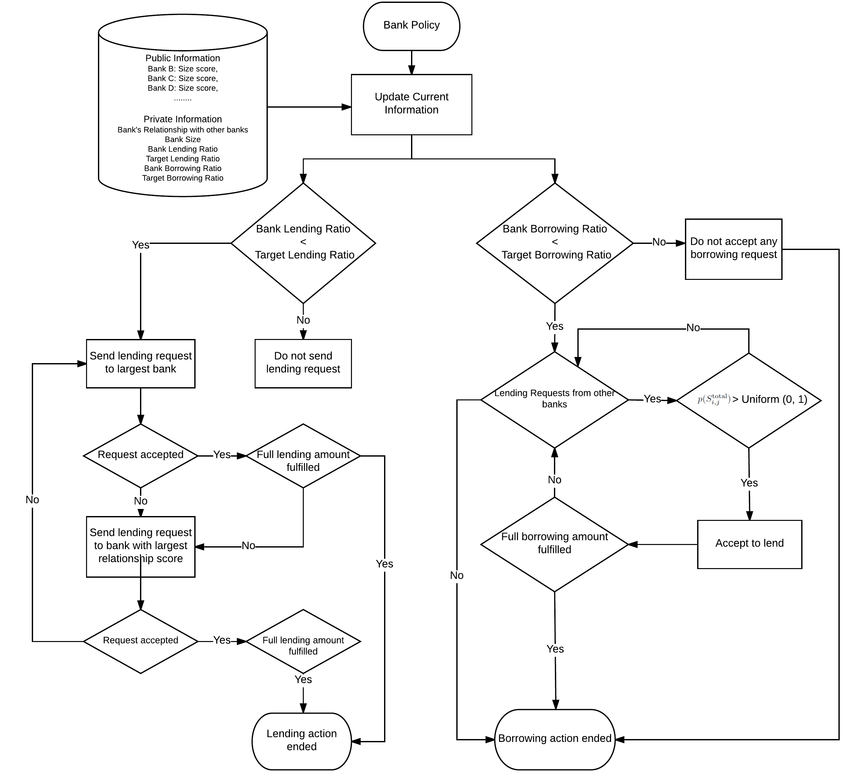 Bank Policy
Public Information
Bank B: Size score,
Bank C: Size score,
Bank D: Size score,
........
Private Information
Bank's Relationship with other banks
Bank Size
Bank Lending Ratio
Target Lending Ratio
Bank Borrowing Ratio
Target Borrowing Ratio
Update Current
Information
Bank Lending Ratio
<
Target Lending Ratio
Bank Borrowing Ratio
<
Target Borrowing Ratio
No
Do not accept any
borrowing request
Yes
No
Yes
No
Send lending request
to largest bank
Do not send
lending request
Lending Requests from other
banks
Yes
p(S_{i,j}^{total}) > Uniform (0, 1)
Request accepted
Yes
Full lending amount
fulfilled
No
Yes
No
No
Send lending request
to bank with largest
relationship score
No
Full borrowing amount
fulfilled
Accept to lend
Yes
No
Request accepted
Yes
Full lending amount
fulfilled
Yes
Yes
Lending action
ended
Borrowing action ended